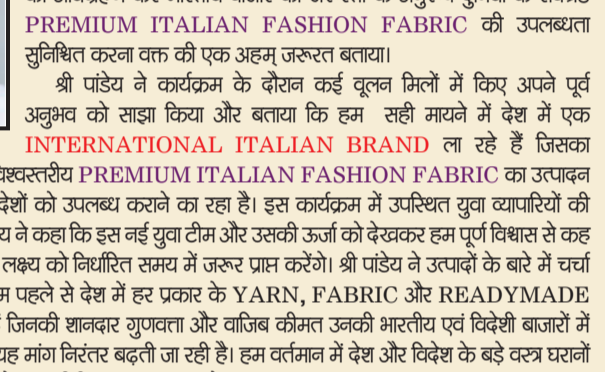 PREMIUM ITALIAN FASHION FABRIC की उपलब्धता
सुनिश्चित करना वक्त की एक अहम् जरूरत बताया।
श्री पांडेय ने कार्यक्रम के दौरान कई वूलन मिलों में किए अपने पूर्व
अनुभव को साझा किया और बताया कि हम सही मायने में देश में एक
INTERNATIONAL ITALIAN BRAND ला रहे हैं जिसका
PREMIUM ITALIAN FASHION FABRIC का उत्पादन
देशों को उपलब्ध कराने का रहा है। इस कार्यक्रम में उपस्थित युवा व्यापारियों की
ने कहा कि इस नई युवा टीम और उसकी ऊर्जा को देखकर हम पूर्ण विश्वास से कह
लक्ष्य को निर्धारित समय में जरूर प्राप्त करेंगे। श्री पांडेय ने उत्पादों के बारे में चर्चा
पहले से देश में हर प्रकार के YARN, FABRIC और READYMADE
जिनकी शानदार गुणवत्ता और वाजिब कीमत उनकी भारतीय एवं विदेशी बाजारों में
यह मांग निरंतर बढ़ती जा रही है। हम वर्तमान में देश और विदेश के बड़े वस्त्र घरानों